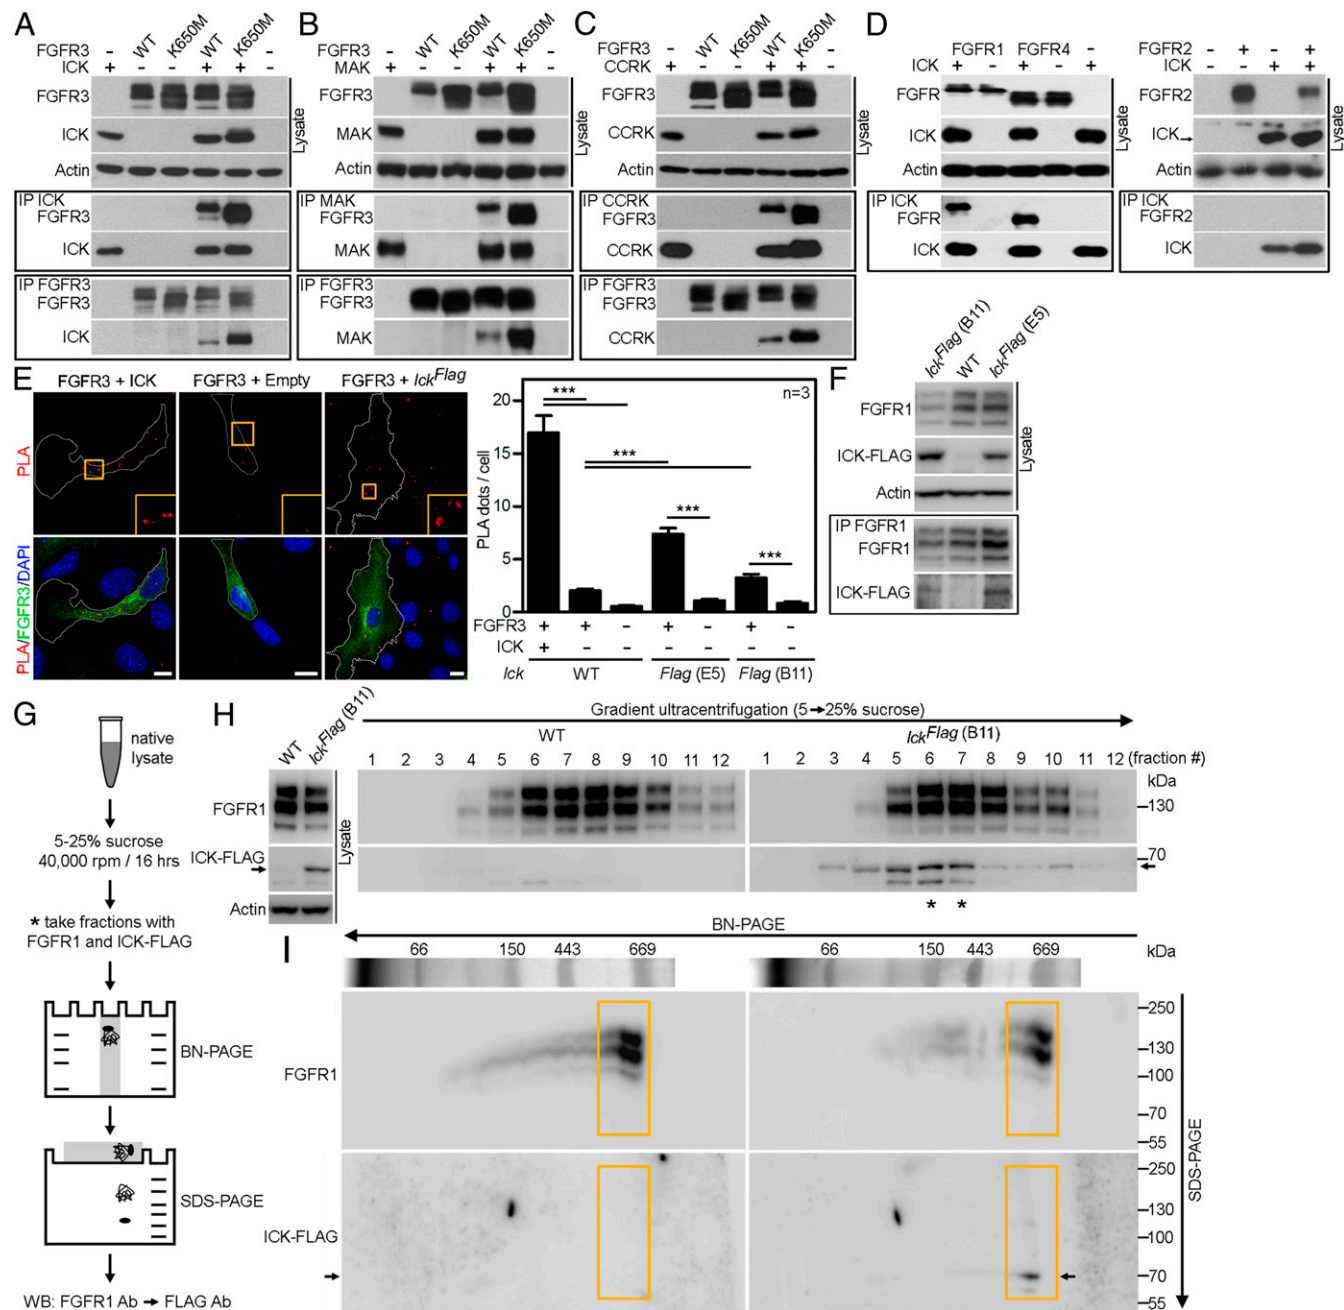 A
FGFR3 - WT K650M WT K650M -
ICK + - - + + -
FGFR3
ICK
Actin
IP ICK
FGFR3
ICK
IP FGFR3
FGFR3
ICK
B
FGFR3 - WT K650M WT K650M -
MAK + - - + + -
FGFR3
MAK
Actin
Lysate
IP MAK
FGFR3
MAK
IP FGFR3
FGFR3
MAK
C
FGFR3 - WT K650M WT K650M -
CCRK + - - + + -
FGFR3
CCRK
Actin
Lysate
IP CCRK
FGFR3
CCRK
IP FGFR3
FGFR3
CCRK
D
FGFR1 FGFR4 -
ICK + - + - +
FGFR
ICK
Actin
Lysate
IP ICK
FGFR
ICK
FGFR2 - + - +
ICK - - + +
FGFR2
ICK
Actin
Lysate
IP ICK
FGFR2
ICK
E
FGFR3 + ICK
FGFR3 + Empty
FGFR3 + Ick^Flag
PLA
PLA/FGFR3/DAPI
PLA dots / cell
20
15
10
5
0
n=3
***
***
***
***
FGFR3 + + - + - + -
ICK + - - - - - -
Ick WT Flag (E5) Flag (B11)
F
Ick^Flag (B11) WT Ick^Flag (E5)
FGFR1
ICK-FLAG
Actin
Lysate
IP FGFR1
FGFR1
ICK-FLAG
G
native
lysate
5-25% sucrose
40,000 rpm / 16 hrs
* take fractions with
FGFR1 and ICK-FLAG
BN-PAGE
SDS-PAGE
WB: FGFR1 Ab → FLAG Ab
H
WT Ick^Flag (B11)
FGFR1
ICK-FLAG
Actin
Lysate
Gradient ultracentrifugation (5→25% sucrose)
WT Ick^Flag (B11)
1 2 3 4 5 6 7 8 9 10 11 12 1 2 3 4 5 6 7 8 9 10 11 12 (fraction #)
kDa
130
70
* *
I
BN-PAGE
66 150 443 669 66 150 443 669 kDa
FGFR1
250
130
100
70
55
ICK-FLAG
250
130
100
70
55
SDS-PAGE